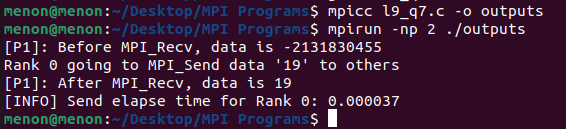 menon@menon:~/Desktop/MPI Programs$ mpicc l9_q7.c -o outputs
menon@menon:~/Desktop/MPI Programs$ mpirun -np 2 ./outputs
[P1]: Before MPI_Recv, data is -2131830455
Rank 0 going to MPI_Send data '19' to others
[P1]: After MPI_Recv, data is 19
[INFO] Send elapse time for Rank 0: 0.000037
menon@menon:~/Desktop/MPI Programs$